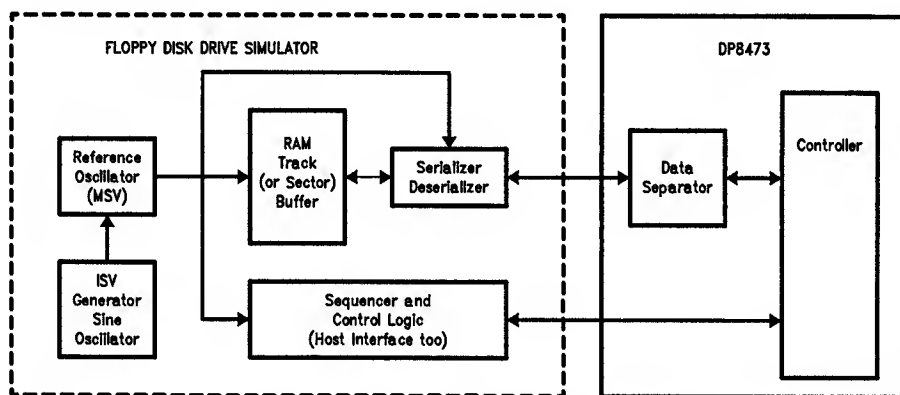 FLOPPY DISK DRIVE SIMULATOR
DP8473
Reference
Oscillator
(MSV)
RAM
Track
(or Sector)
Buffer
Serializer
Deserializer
Data
Separator
Controller
ISV
Generator
Sine
Oscillator
Sequencer and
Control Logic
(Host Interface too)